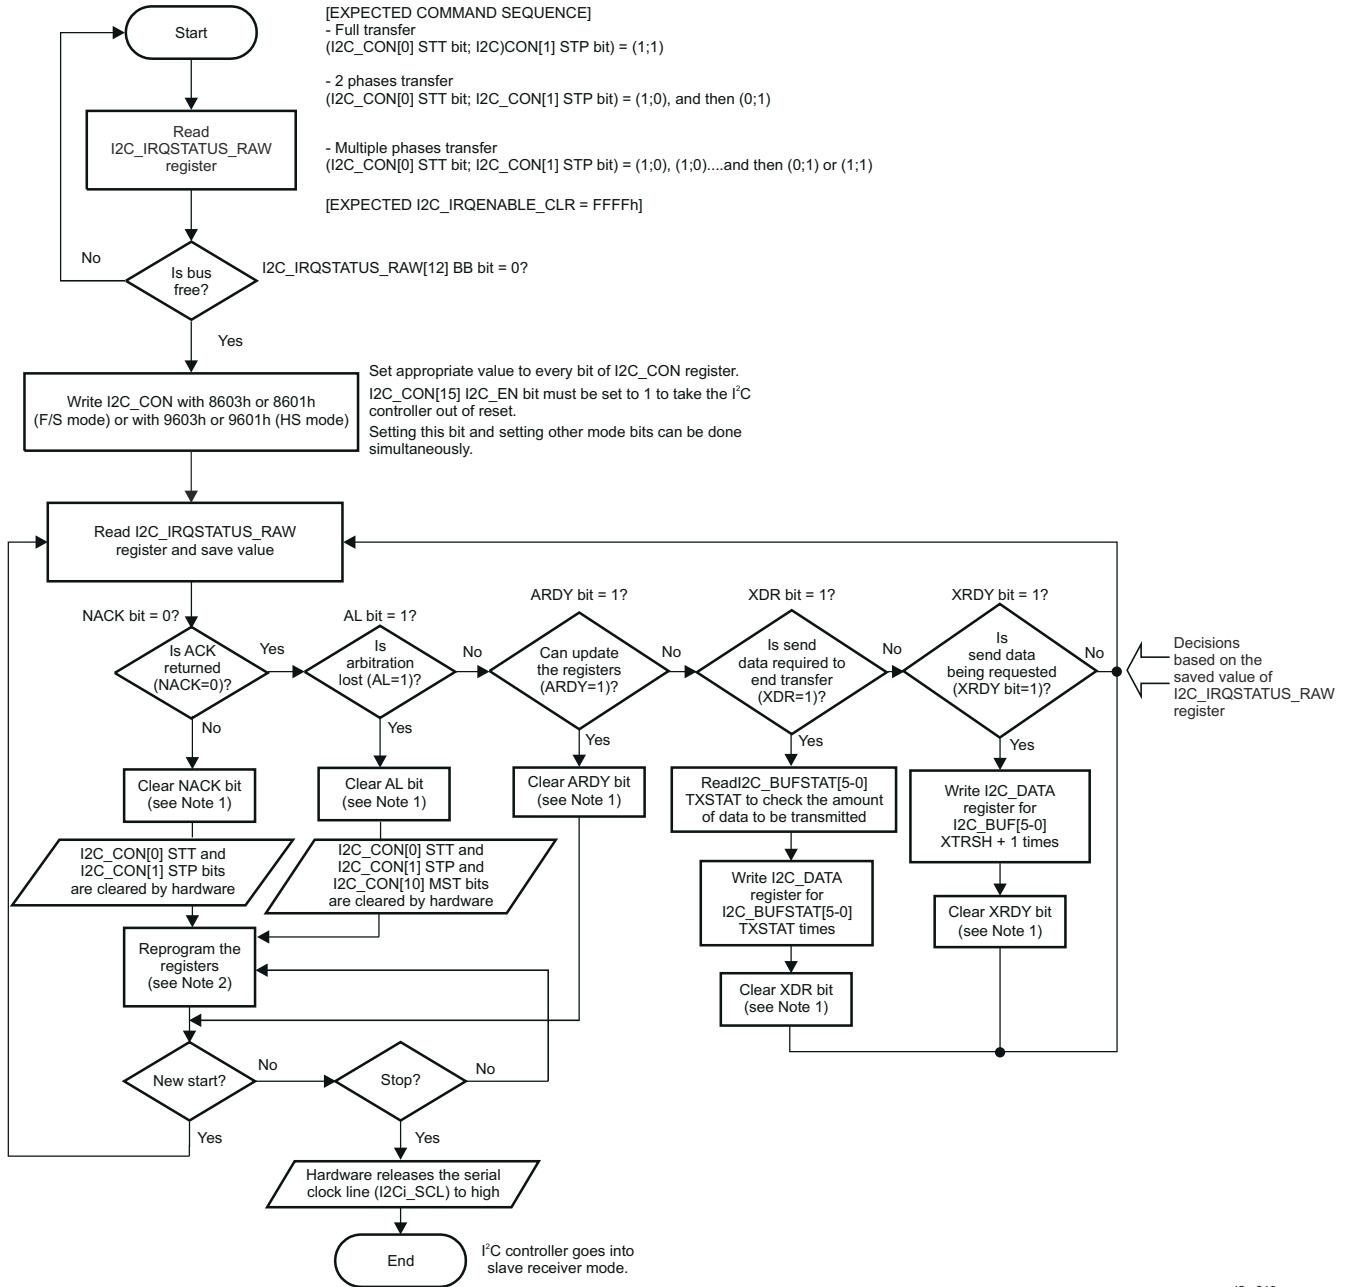 Start
[EXPECTED COMMAND SEQUENCE]
- Full transfer
(I2C_CON[0] STT bit; I2C)CON[1] STP bit) = (1;1)
- 2 phases transfer
(I2C_CON[0] STT bit; I2C_CON[1] STP bit) = (1;0), and then (0;1)
- Multiple phases transfer
(I2C_CON[0] STT bit; I2C_CON[1] STP bit) = (1;0), (1;0)....and then (0;1) or (1;1)
[EXPECTED I2C_IRQENABLE_CLR = FFFFh]
Read
I2C_IRQSTATUS_RAW
register
No
Is bus
free?
I2C_IRQSTATUS_RAW[12] BB bit = 0?
Yes
Write I2C_CON with 8603h or 8601h
(F/S mode) or with 9603h or 9601h (HS mode)
Set appropriate value to every bit of I2C_CON register.
I2C_CON[15] I2C_EN bit must be set to 1 to take the I²C
controller out of reset.
Setting this bit and setting other mode bits can be done
simultaneously.
Read I2C_IRQSTATUS_RAW
register and save value
NACK bit = 0?
Is ACK
returned
(NACK=0)?
Yes
No
AL bit = 1?
Is
arbitration
lost (AL=1)?
No
Yes
ARDY bit = 1?
Can update
the registers
(ARDY=1)?
No
Yes
XDR bit = 1?
Is send
data required to
end transfer
(XDR=1)?
No
Yes
XRDY bit = 1?
Is
send data
being requested
(XRDY bit=1)?
No
Yes
Decisions
based on the
saved value of
I2C_IRQSTATUS_RAW
register
Clear NACK bit
(see Note 1)
Clear AL bit
(see Note 1)
Clear ARDY bit
(see Note 1)
ReadI2C_BUFSTAT[5-0]
TXSTAT to check the amount
of data to be transmitted
Write I2C_DATA
register for
I2C_BUF[5-0]
XTRSH + 1 times
I2C_CON[0] STT and
I2C_CON[1] STP bits
are cleared by hardware
I2C_CON[0] STT and
I2C_CON[1] STP and
I2C_CON[10] MST bits
are cleared by hardware
Write I2C_DATA
register for
I2C_BUFSTAT[5-0]
TXSTAT times
Clear XRDY bit
(see Note 1)
Reprogram the
registers
(see Note 2)
Clear XDR bit
(see Note 1)
New start?
No
Yes
Stop?
No
Yes
Hardware releases the serial
clock line (I2Ci_SCL) to high
End
I²C controller goes into
slave receiver mode.